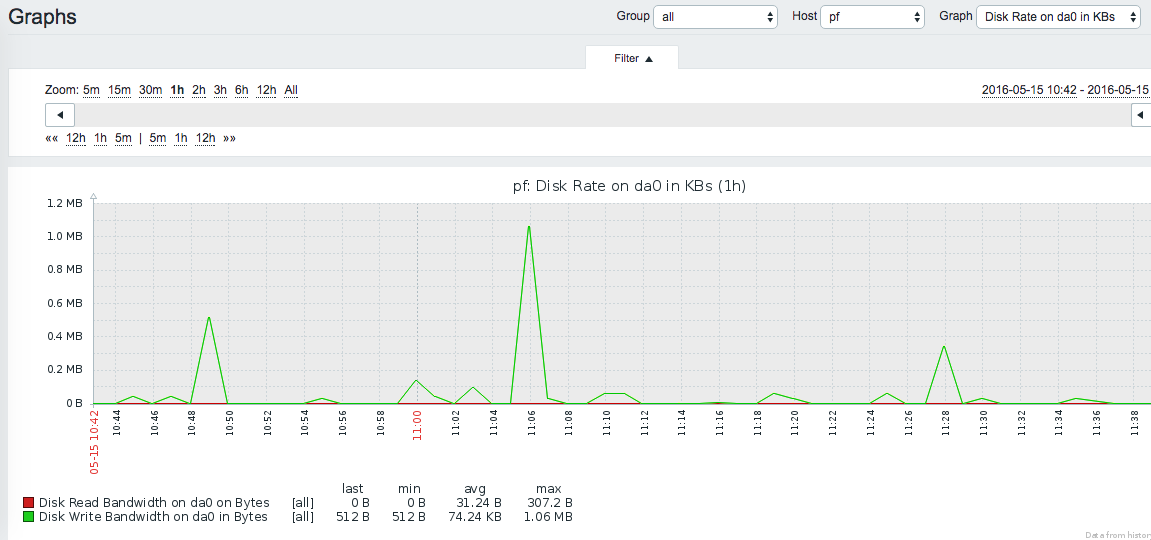 Graphs
Group all Host pf Graph Disk Rate on da0 in KBs
Filter ▲
Zoom: 5m 15m 30m 1h 2h 3h 6h 12h All 2016-05-15 10:42 - 2016-05-15
«« 12h 1h 5m | 5m 1h 12h »»
pf: Disk Rate on da0 in KBs (1h)
1.2 MB
1.0 MB
0.8 MB
0.6 MB
0.4 MB
0.2 MB
0 B
05-15 10:42 10:44 10:46 10:48 10:50 10:52 10:54 10:56 10:58 11:00 11:02 11:04 11:06 11:08 11:10 11:12 11:14 11:16 11:18 11:20 11:22 11:24 11:26 11:28 11:30 11:32 11:34 11:36 11:38
last min avg max
Disk Read Bandwidth on da0 on Bytes [all] 0 B 0 B 31.24 B 307.2 B
Disk Write Bandwidth on da0 in Bytes [all] 512 B 512 B 74.24 KB 1.06 MB
Data from history